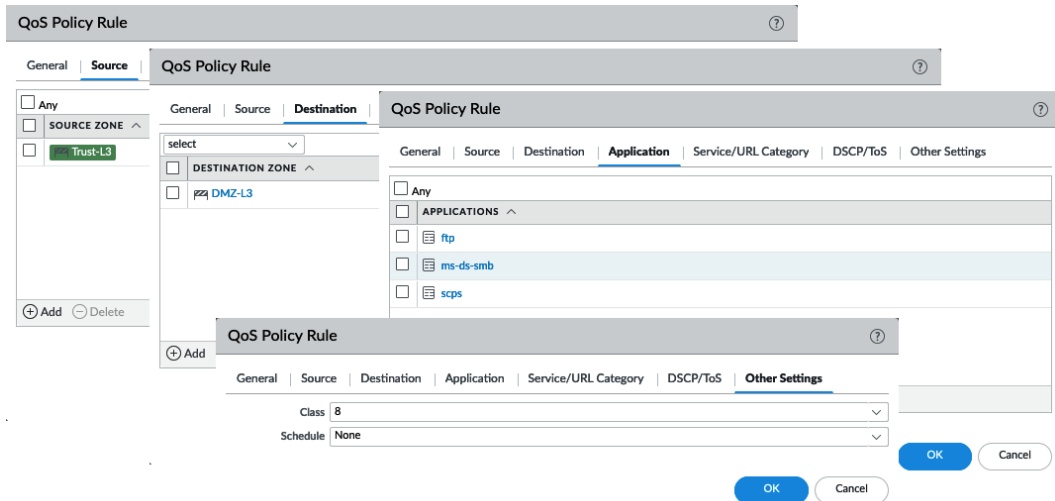 QoS Policy Rule
General Source
Any
SOURCE ZONE
Trust-L3
Add Delete
QoS Policy Rule
General Source Destination
select
DESTINATION ZONE
DMZ-L3
Add
QoS Policy Rule
General Source Destination Application Service/URL Category DSCP/ToS Other Settings
Any
APPLICATIONS
ftp
ms-ds-smb
scps
OK Cancel
QoS Policy Rule
General Source Destination Application Service/URL Category DSCP/ToS Other Settings
Class 8
Schedule None
OK Cancel